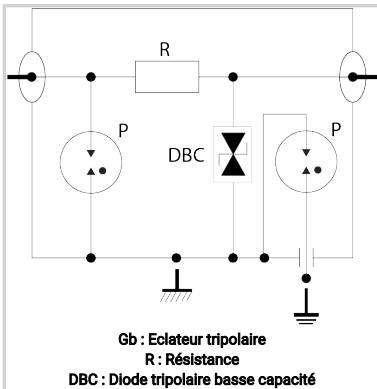 R
P
DBC
P
Gb : Eclateur tripolaire
R : Résistance
DBC : Diode tripolaire basse capacité